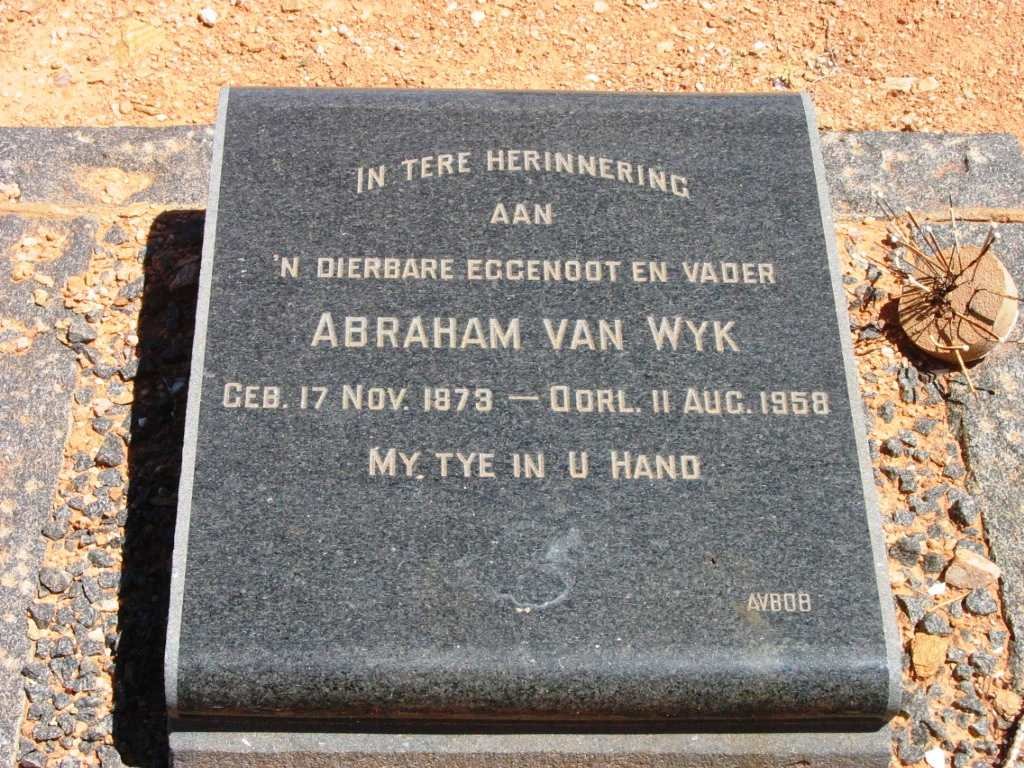 IN TERE HERINNERING
AAN
'N DIERBARE EGGENOOT EN VADER
ABRAHAM VAN WYK
GEB. 17 NOV. 1873 — OORL. 11 AUG. 1958
MY TYE IN U HAND
AVBOB